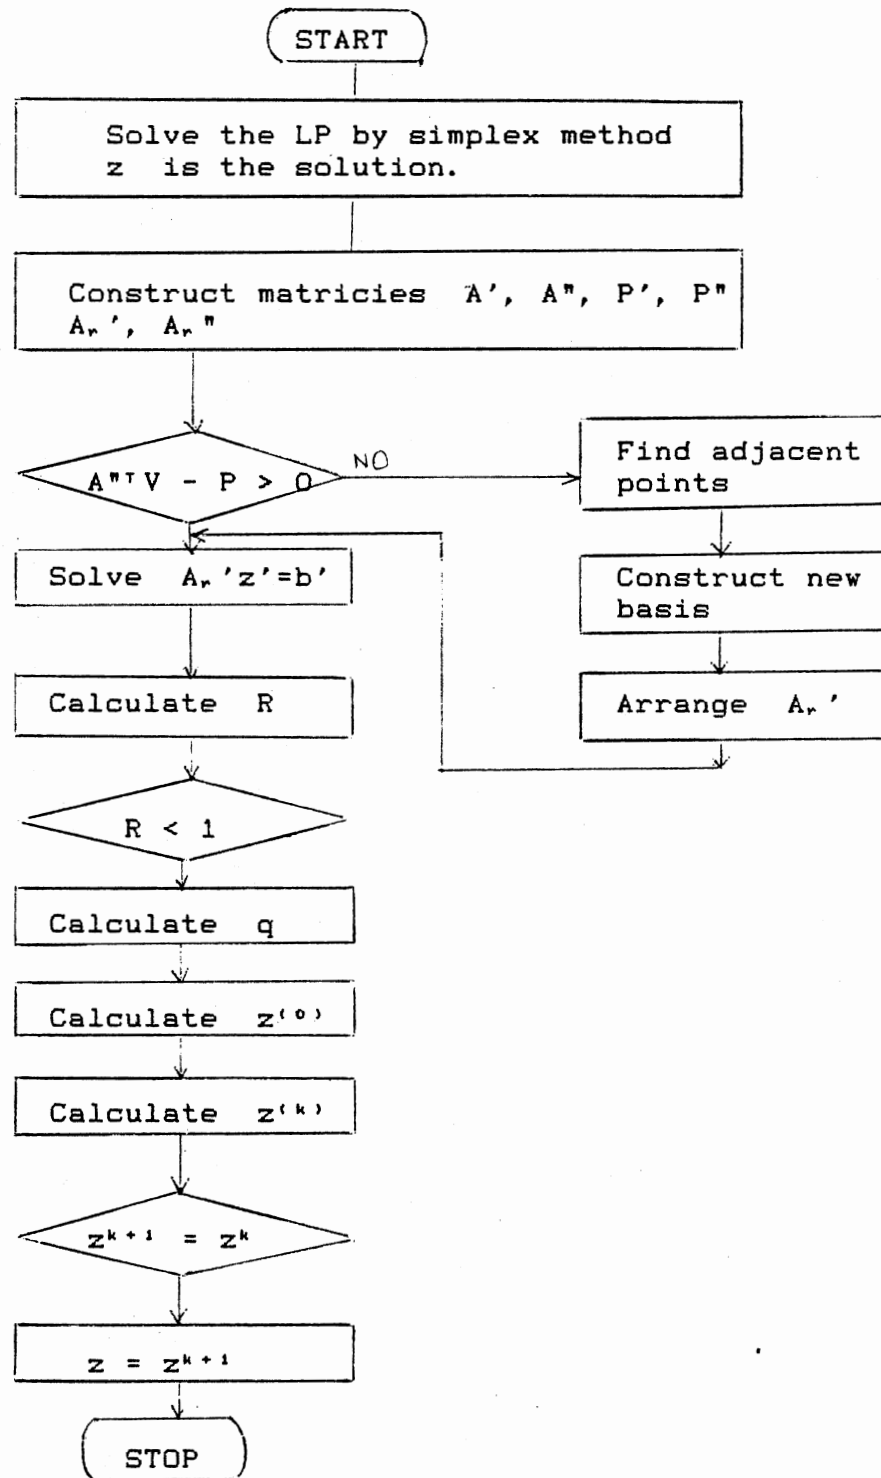 START
Solve the LP by simplex method
z is the solution.
Construct matricies A', A", P', P"
Aᵣ', Aᵣ"
A"ᵀV - P > 0
NO
Find adjacent
points
Construct new
basis
Arrange Aᵣ'
Solve Aᵣ'z'=b'
Calculate R
R < 1
Calculate q
Calculate z⁽⁰⁾
Calculate z⁽ᵏ⁾
zᵏ⁺¹ = zᵏ
z = zᵏ⁺¹
STOP